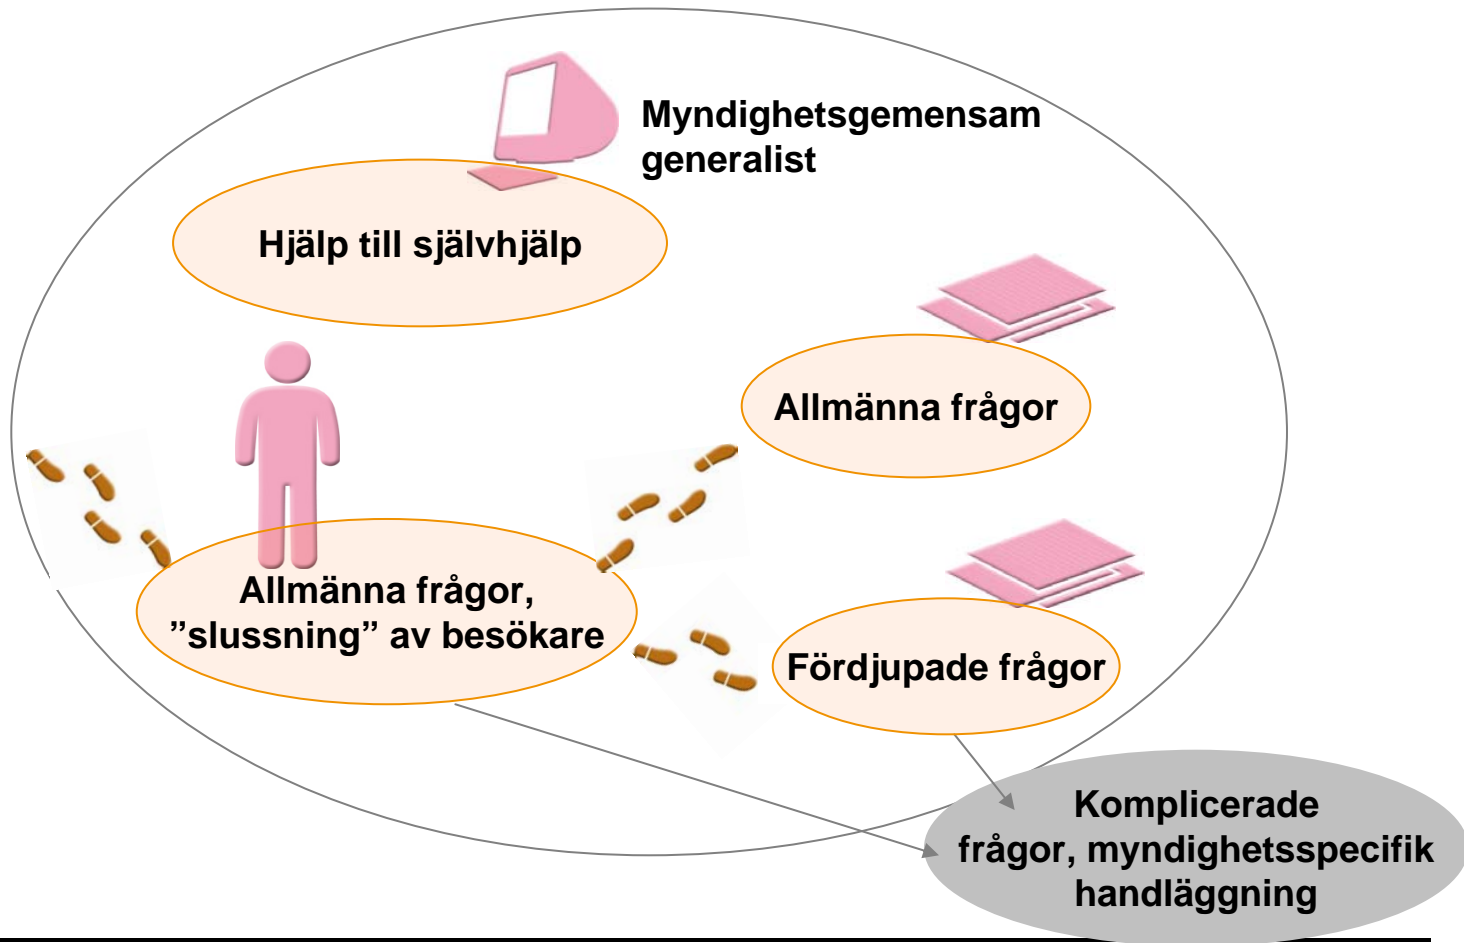 Myndighetsgemensam
generalist
Hjälp till självhjälp
Allmänna frågor
Allmänna frågor,
”slussning” av besökare
Fördjupade frågor
Komplicerade
frågor, myndighetsspecifik
handläggning